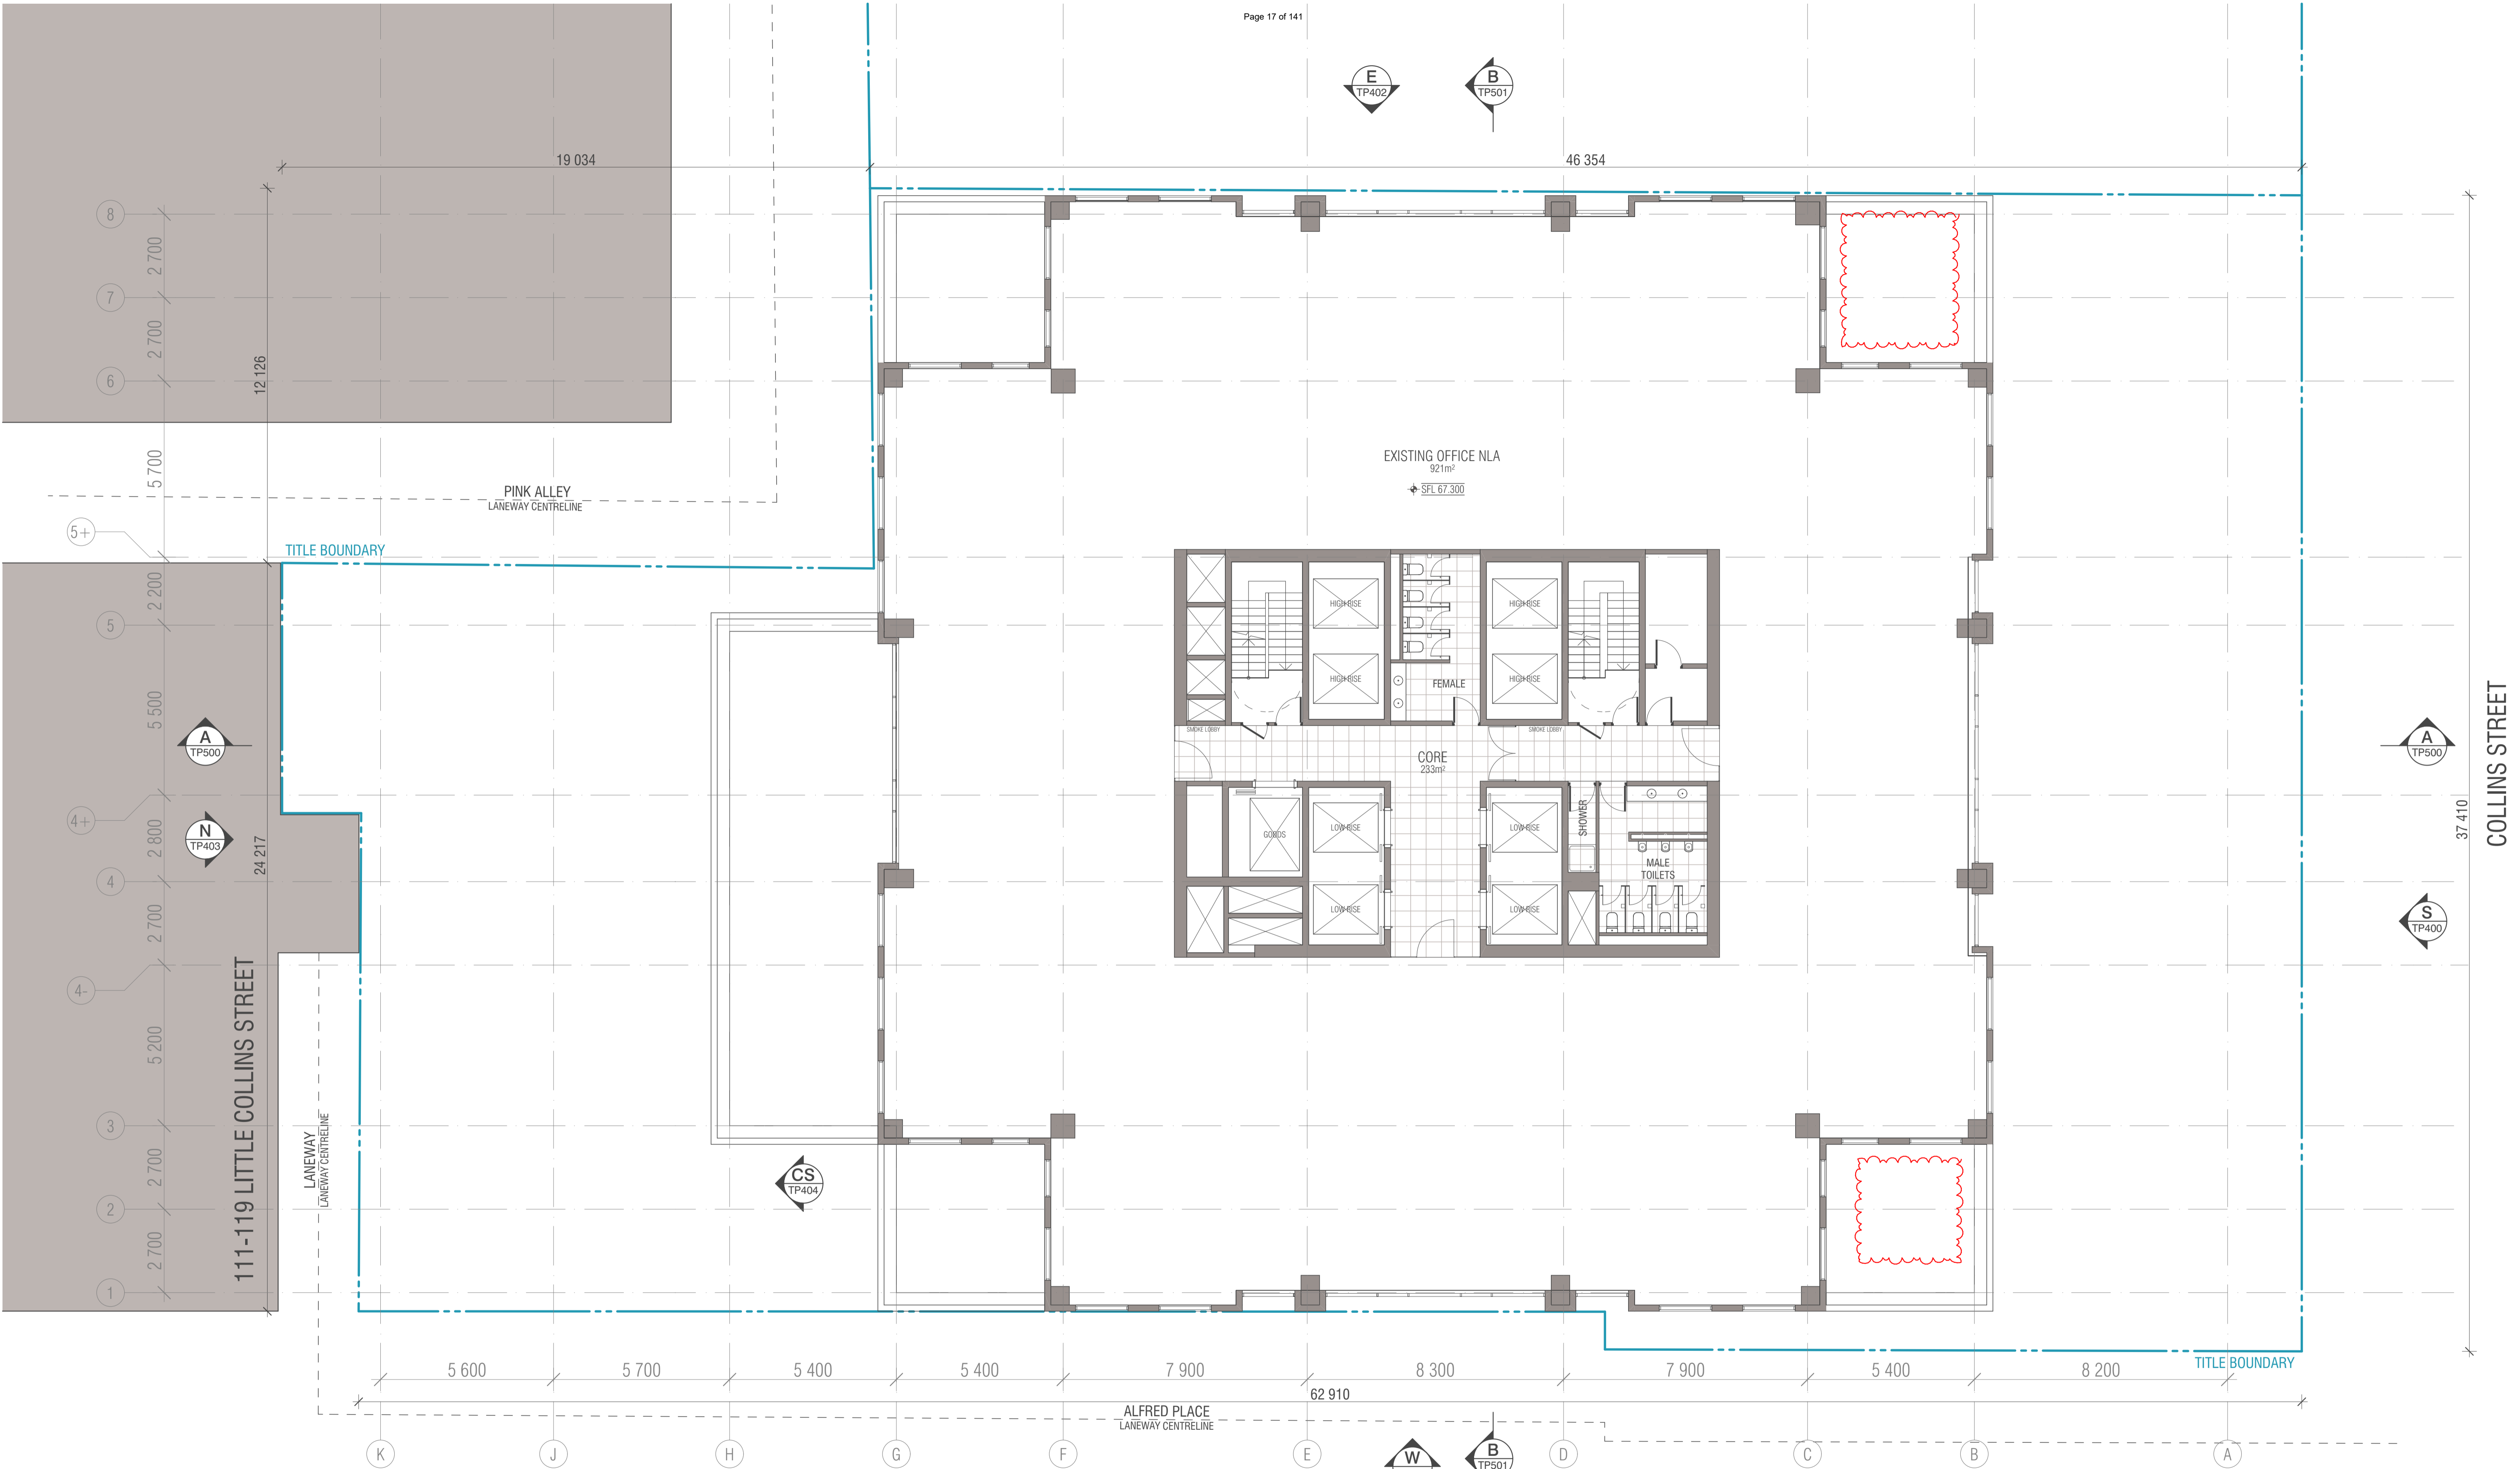 Page 17 of 141
E
TP402
B
TP501
19 034
46 354
8
2 700
7
2 700
6
12 126
5 700
EXISTING OFFICE NLA
921m²
SFL 67.300
PINK ALLEY
LANEWAY CENTRELINE
5+
TITLE BOUNDARY
2 200
5
HIGH RISE
HIGH RISE
HIGH RISE
HIGH RISE
FEMALE
5 500
A
TP500
SMOKE LOBBY
SMOKE LOBBY
CORE
233m²
A
TP500
COLLINS STREET
37 410
4+
N
TP403
2 800
24 217
GOODS
LOW RISE
LOW RISE
SHOWER
MALE
TOILETS
4
2 700
LOW RISE
LOW RISE
S
TP400
4-
111-119 LITTLE COLLINS STREET
5 200
3
LANEWAY
LANEWAY CENTRELINE
2 700
CS
TP404
2
2 700
1
5 600
5 700
5 400
5 400
7 900
8 300
7 900
5 400
8 200
TITLE BOUNDARY
62 910
ALFRED PLACE
LANEWAY CENTRELINE
K
J
H
G
F
E
W
B
TP501
D
C
B
A